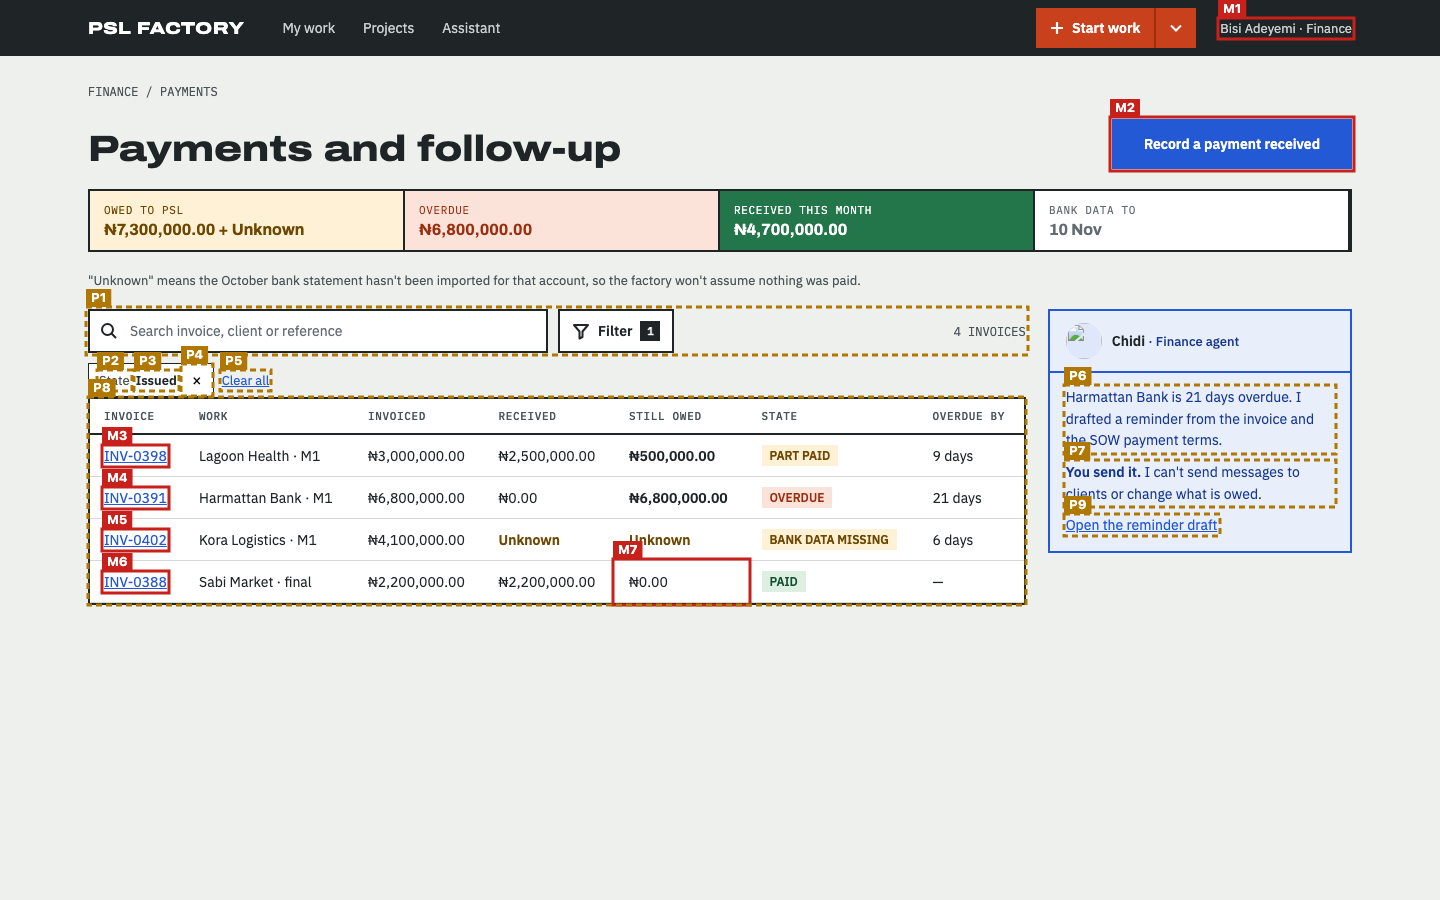 PSL FACTORY
My work
Projects
Assistant
+ Start work
M1
Bisi Adeyemi · Finance
FINANCE / PAYMENTS
Payments and follow-up
M2
Record a payment received
OWED TO PSL
₦7,300,000.00 + Unknown
OVERDUE
₦6,800,000.00
RECEIVED THIS MONTH
₦4,700,000.00
BANK DATA TO
10 Nov
"Unknown" means the October bank statement hasn't been imported for that account, so the factory won't assume nothing was paid.
P1
Search invoice, client or reference
Filter 1
4 INVOICES
P2 P3 P4 P5
State Issued × Clear all
P8
INVOICE WORK INVOICED RECEIVED STILL OWED STATE OVERDUE BY
M3
INV-0398 Lagoon Health · M1 ₦3,000,000.00 ₦2,500,000.00 ₦500,000.00 PART PAID 9 days
M4
INV-0391 Harmattan Bank · M1 ₦6,800,000.00 ₦0.00 ₦6,800,000.00 OVERDUE 21 days
M5
INV-0402 Kora Logistics · M1 ₦4,100,000.00 Unknown Unknown BANK DATA MISSING 6 days
M6 M7
INV-0388 Sabi Market · final ₦2,200,000.00 ₦2,200,000.00 ₦0.00 PAID —
Chidi · Finance agent
P6
Harmattan Bank is 21 days overdue. I
drafted a reminder from the invoice and
the SOW payment terms.
P7
You send it. I can't send messages to
clients or change what is owed.
P9
Open the reminder draft